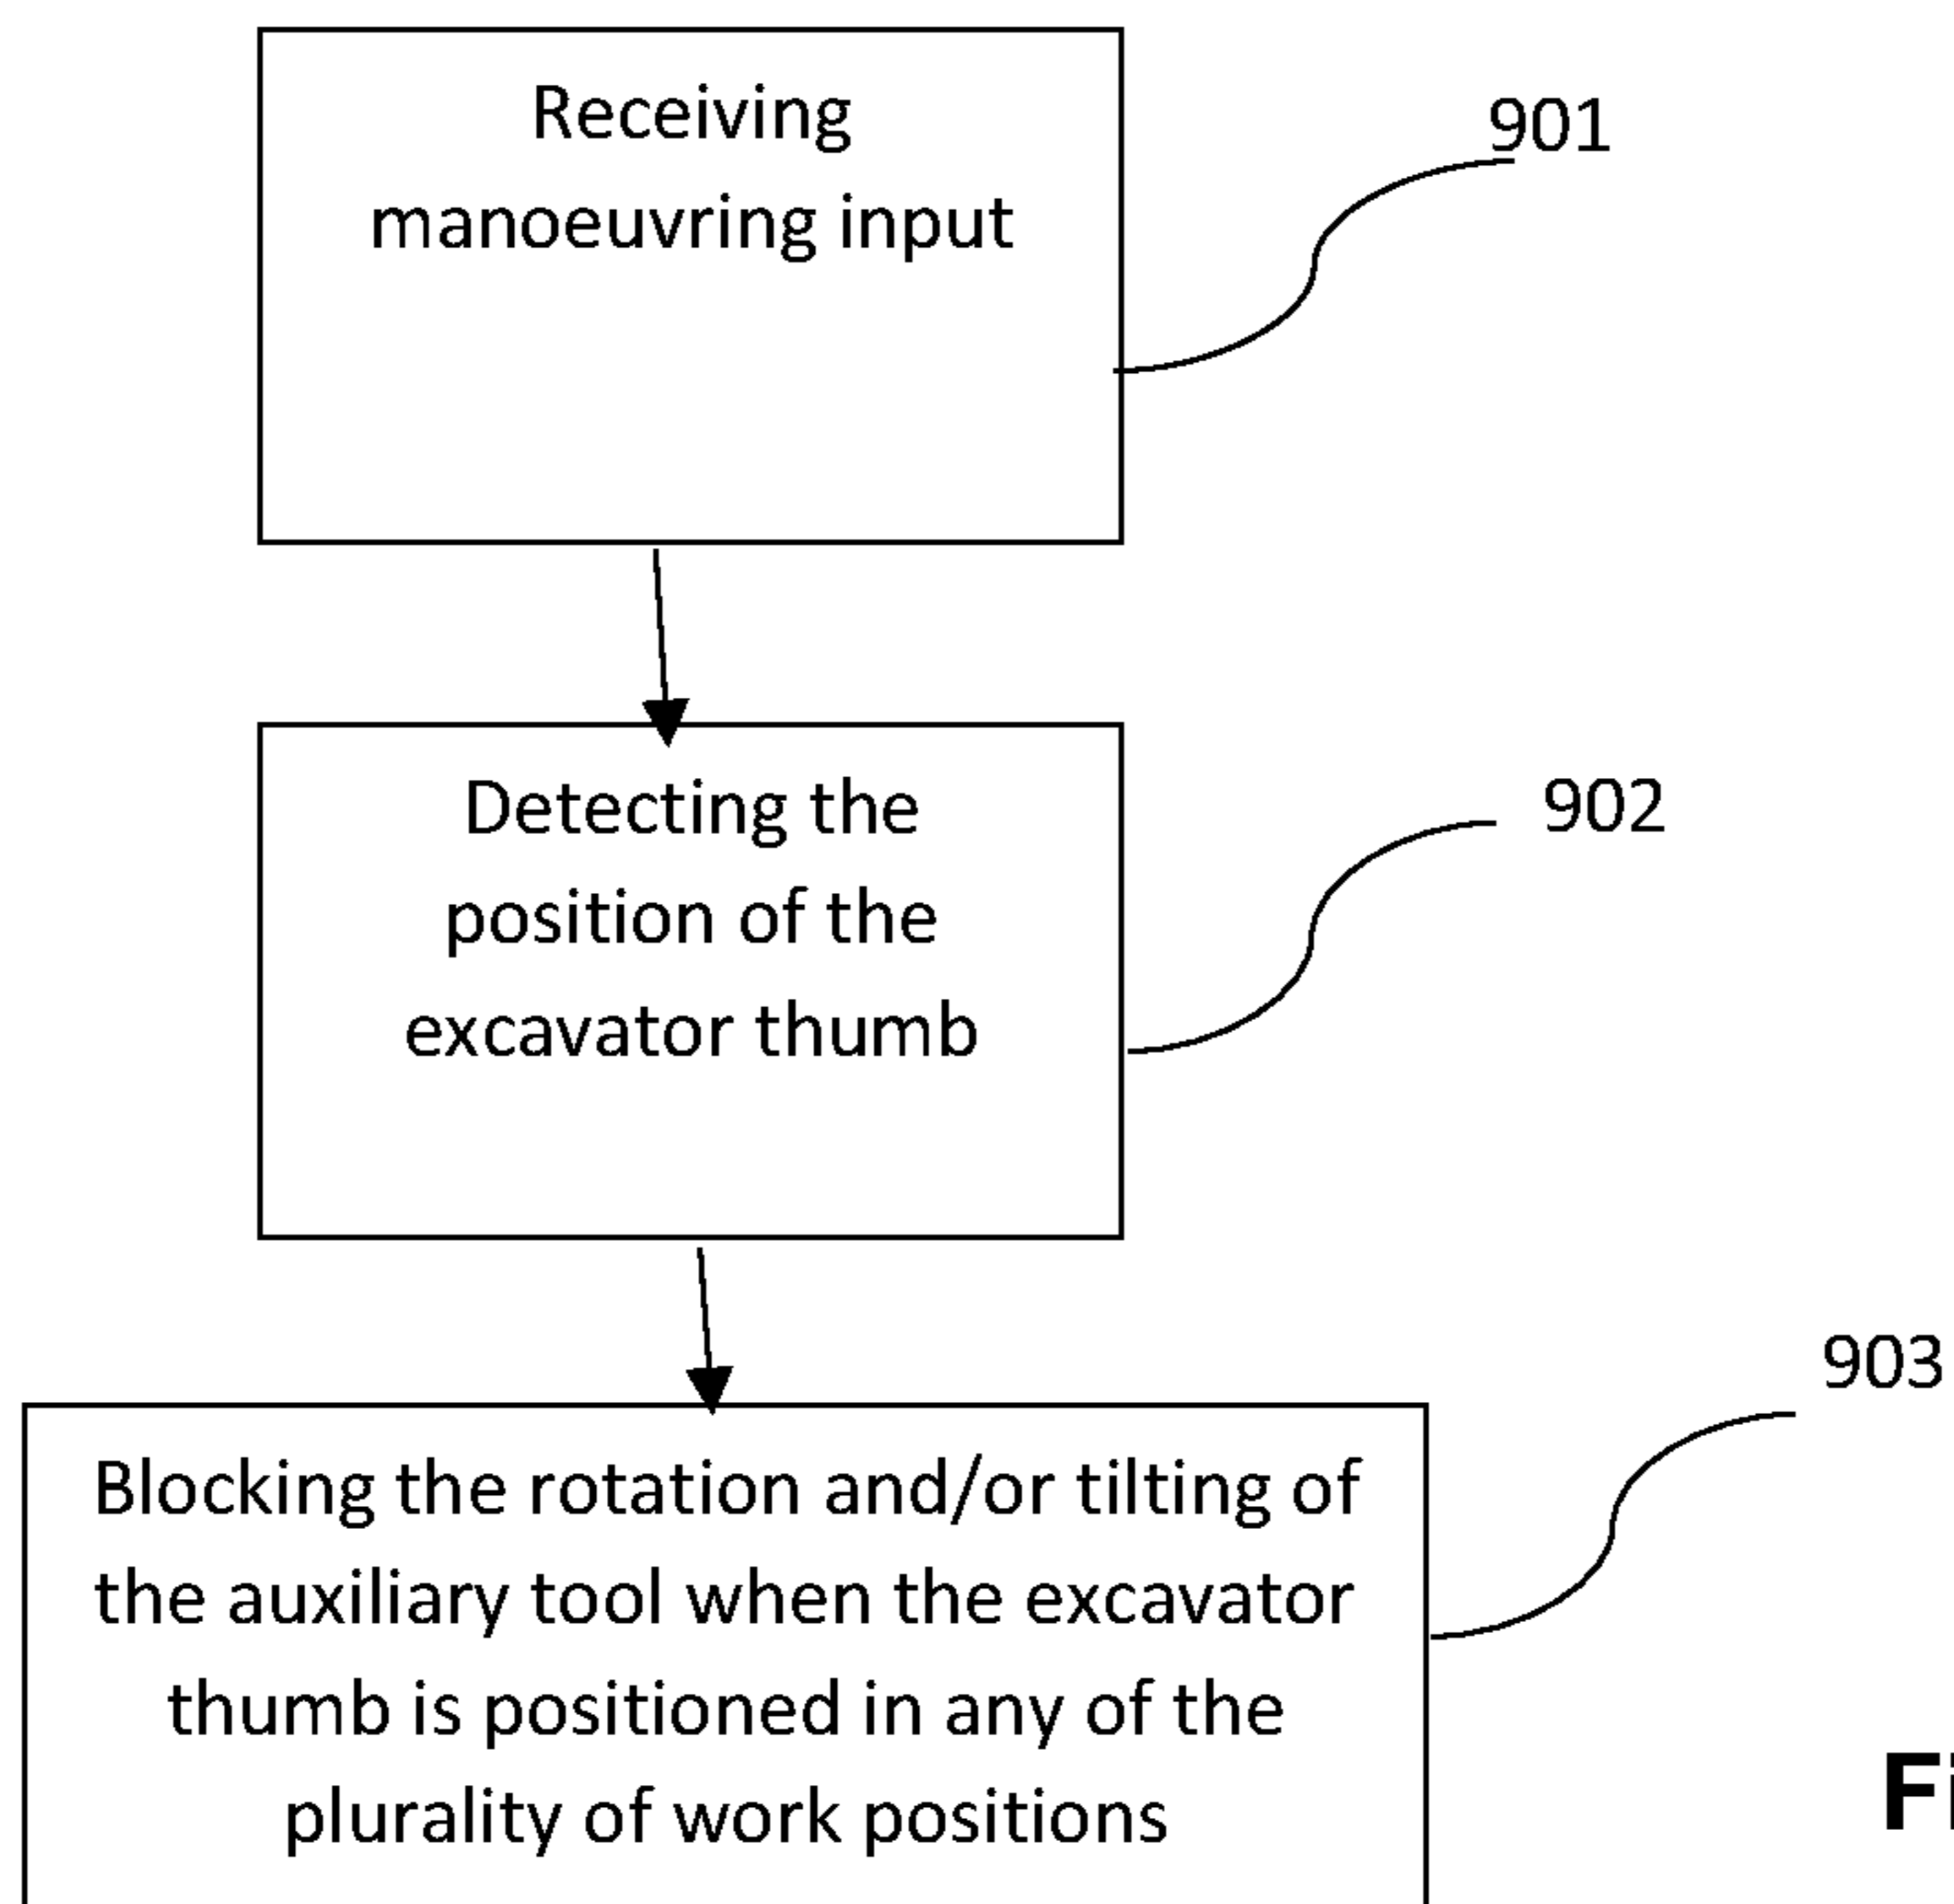 Receiving
manoeuvring input
901
Detecting the
position of the
excavator thumb
902
903
Blocking the rotation and/or tilting of
the auxiliary tool when the excavator
thumb is positioned in any of the
plurality of work positions